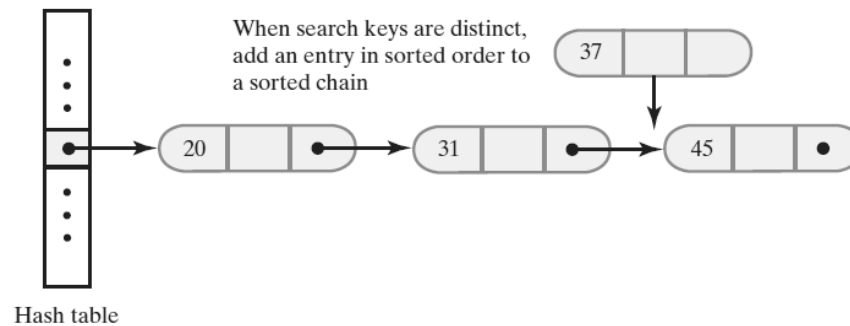 When search keys are distinct,
add an entry in sorted order to
a sorted chain
37
20
31
45
Hash table